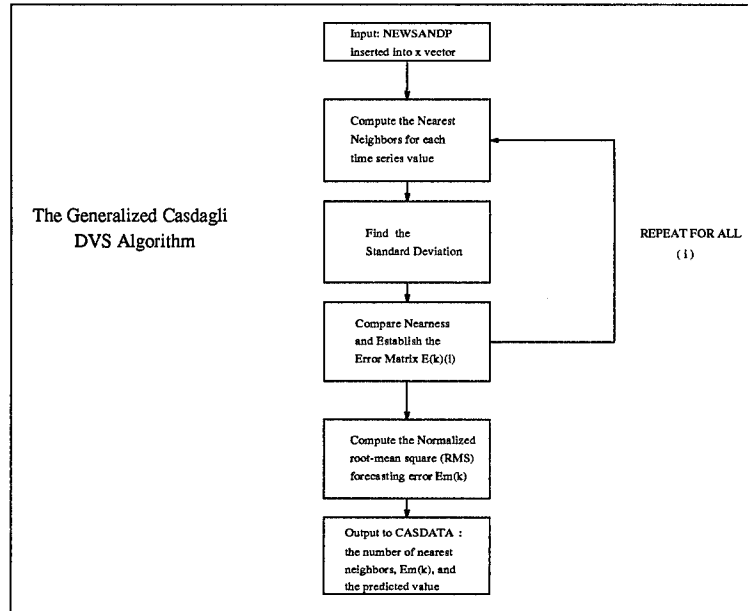 Input: NEWSANDP
inserted into x vector
Compute the Nearest
Neighbors for each
time series value
The Generalized Casdagli
DVS Algorithm
Find the
Standard Deviation
REPEAT FOR ALL
( i )
Compare Nearness
and Establish the
Error Matrix E(k)(i)
Compute the Normalized
root-mean square (RMS)
forecasting error Em(k)
Output to CASDATA :
the number of nearest
neighbors, Em(k), and
the predicted value